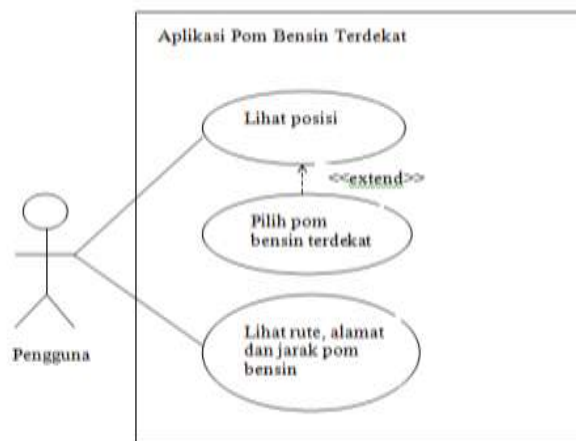 Aplikasi Pom Bensin Terdekat
Lihat posisi
<<extend>>
Pilih pom
bensin terdekat
Lihat rute, alamat
dan jarak pom
bensin
Pengguna